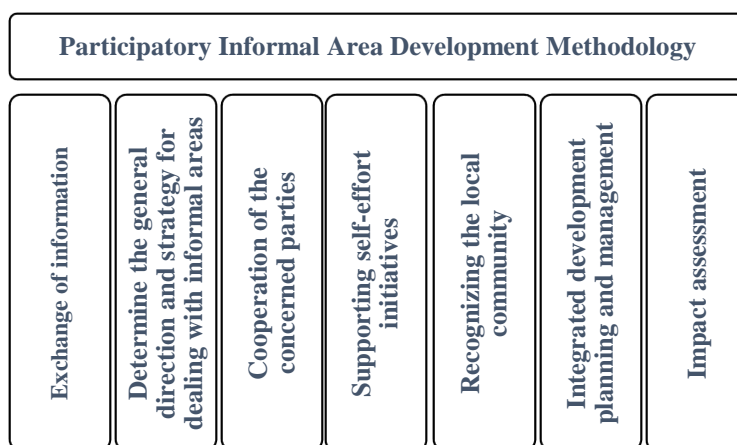 Participatory Informal Area Development Methodology
Exchange of information
Determine the general
direction and strategy for
dealing with informal areas
Cooperation of the
concerned parties
Supporting self-effort
initiatives
Recognizing the local
community
Integrated development
planning and management
Impact assessment